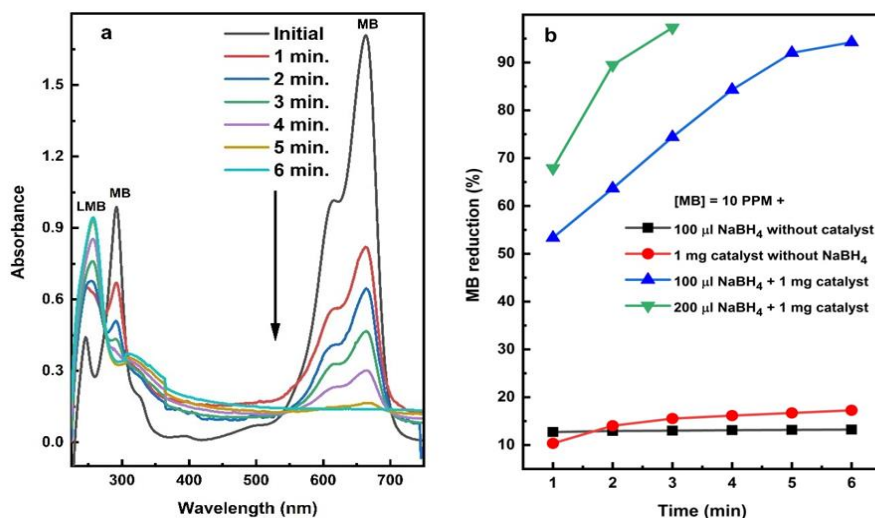 a
Initial
1 min.
2 min.
3 min.
4 min.
5 min.
6 min.
MB
LMB
MB
1.5
1.2
0.9
0.6
0.3
0.0
Absorbance
300
400
500
600
700
Wavelength (nm)
b
90
80
70
60
50
40
30
20
10
MB reduction (%)
[MB] = 10 PPM +
100 µl NaBH₄ without catalyst
1 mg catalyst without NaBH₄
100 µl NaBH₄ + 1 mg catalyst
200 µl NaBH₄ + 1 mg catalyst
1 2 3 4 5 6
Time (min)